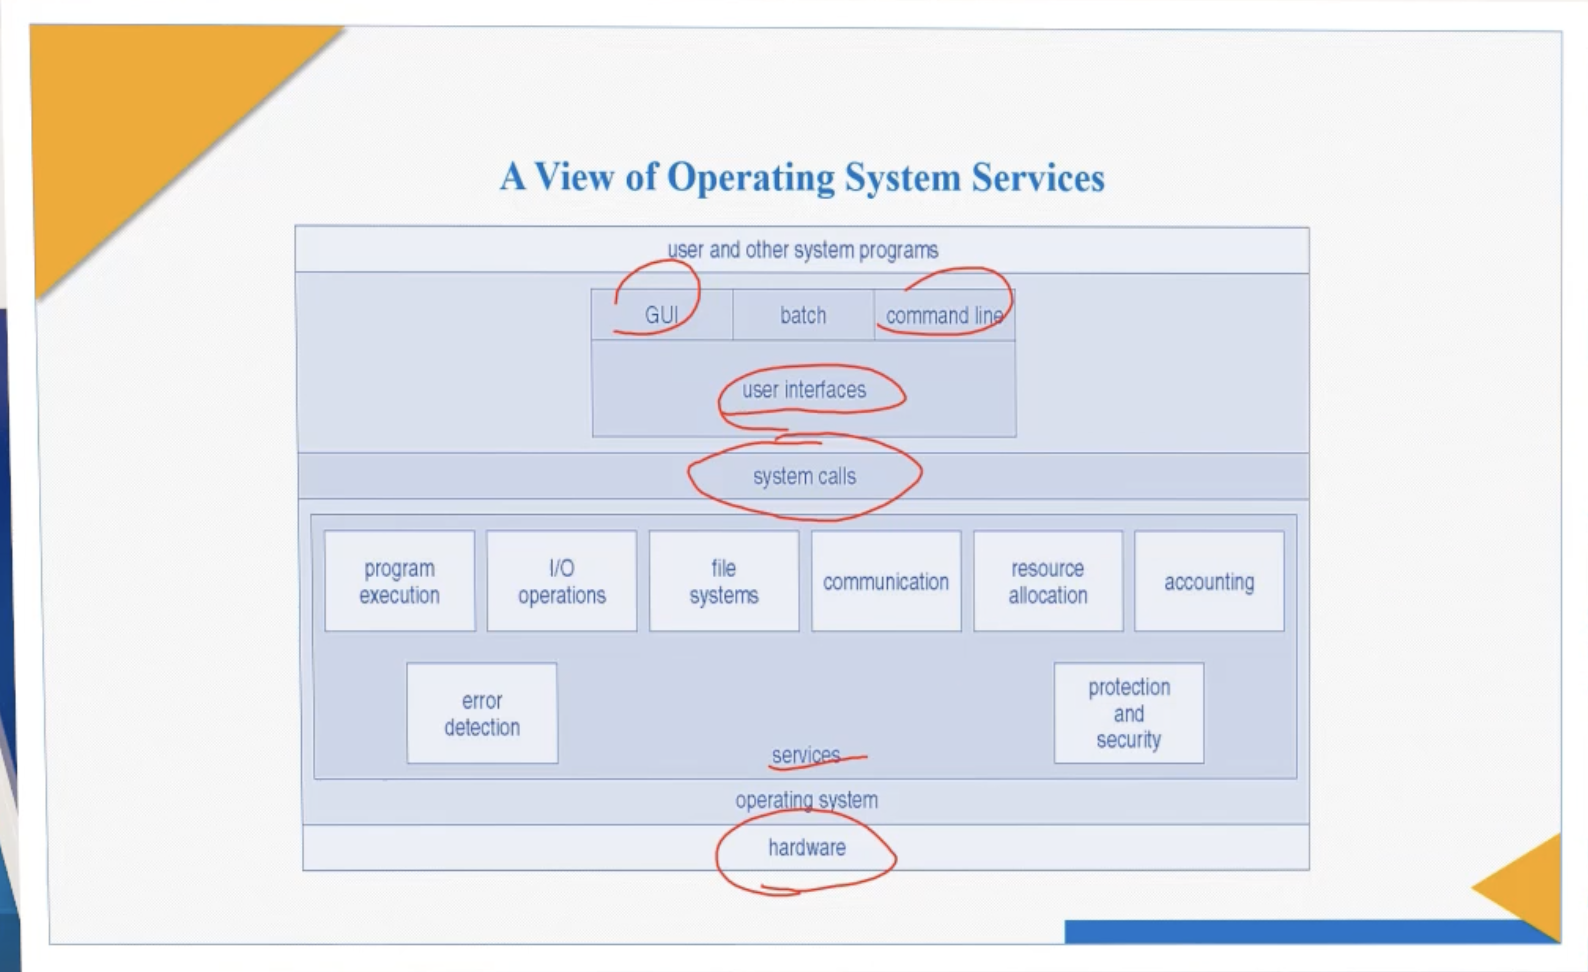 A View of Operating System Services
user and other system programs
GUI
batch
command line
user interfaces
system calls
program
execution
I/O
operations
file
systems
communication
resource
allocation
accounting
error
detection
protection
and
security
services
operating system
hardware